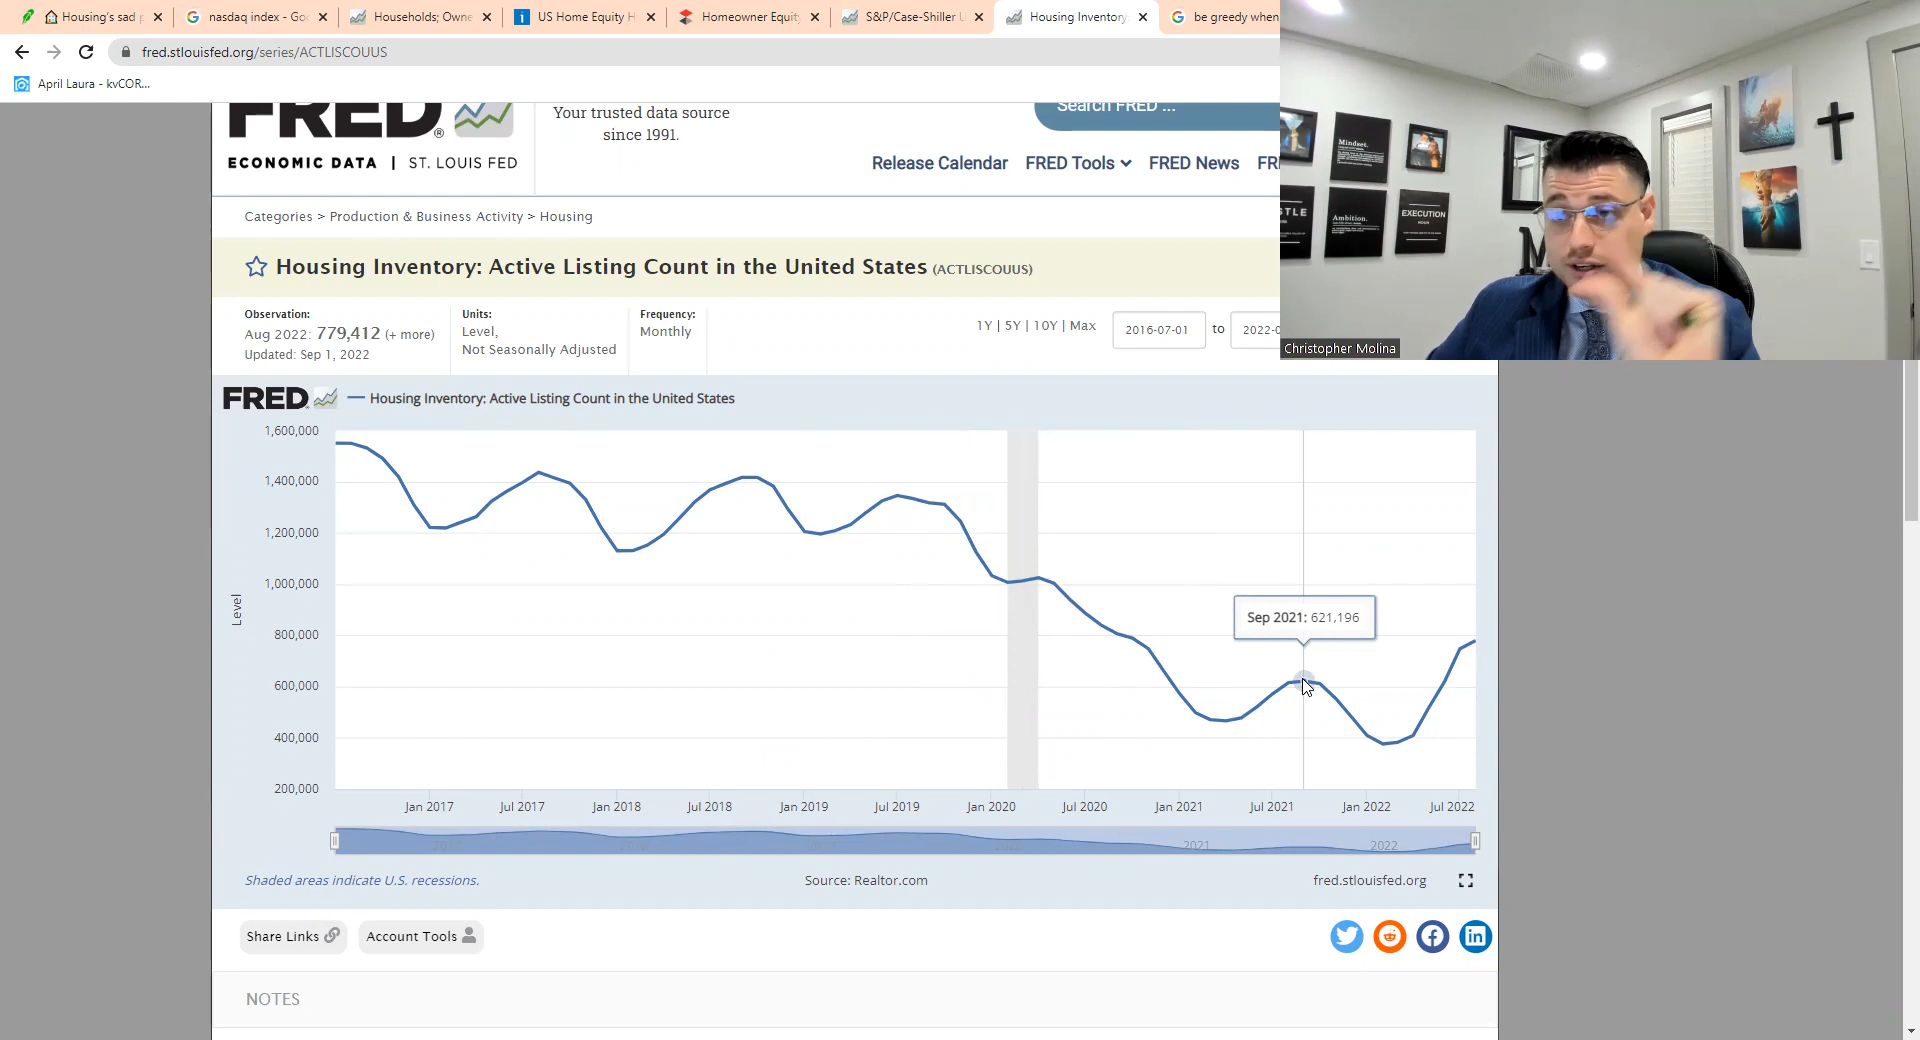 Housing's sad
nasdaq index - Goo
Households; Owne
US Home Equity H
Homeowner Equit
S&P/Case-Shiller U
Housing Inventory:
be greedy when
fred.stlouisfed.org/series/ACTLISCOUUS
April Laura - kvCOR...
FRED®
ECONOMIC DATA | ST. LOUIS FED
Your trusted data source
since 1991.
Search FRED ...
Release Calendar
FRED Tools
FRED News
FR
Categories > Production & Business Activity > Housing
Housing Inventory: Active Listing Count in the United States (ACTLISCOUUS)
Observation:
Aug 2022: 779,412 (+ more)
Updated: Sep 1, 2022
Units:
Level,
Not Seasonally Adjusted
Frequency:
Monthly
1Y | 5Y | 10Y | Max
2016-07-01
to
2022-0
Mindset.
STLE
Ambition.
EXECUTION
Christopher Molina
FRED
Housing Inventory: Active Listing Count in the United States
1,600,000
1,400,000
1,200,000
1,000,000
800,000
600,000
400,000
200,000
Level
Sep 2021: 621,196
Jan 2017
Jul 2017
Jan 2018
Jul 2018
Jan 2019
Jul 2019
Jan 2020
Jul 2020
Jan 2021
Jul 2021
Jan 2022
Jul 2022
2021
2022
Shaded areas indicate U.S. recessions.
Source: Realtor.com
fred.stlouisfed.org
Share Links
Account Tools
NOTES